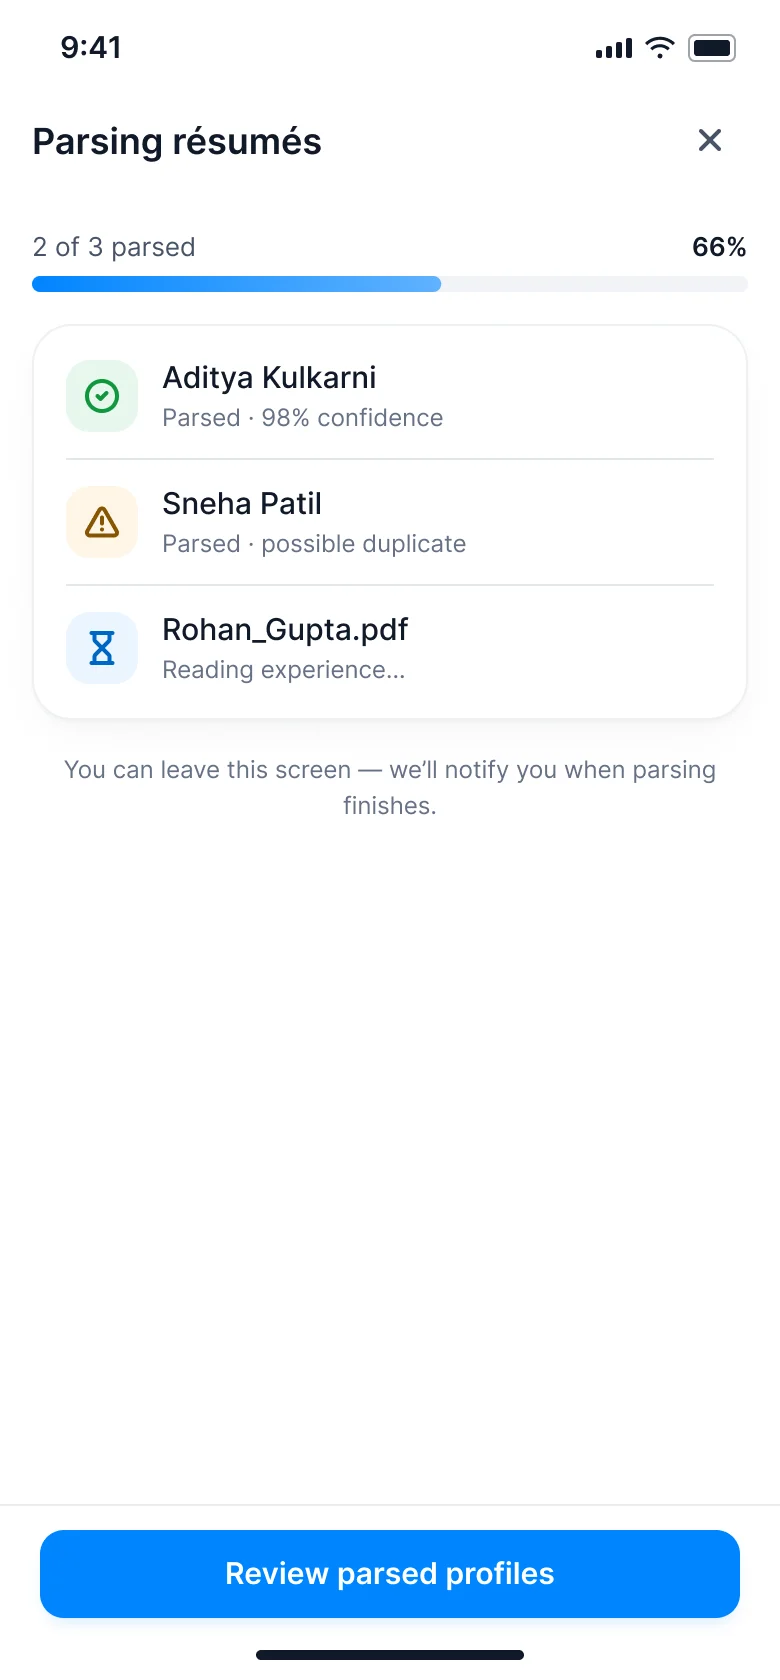 9:41
Parsing résumés
2 of 3 parsed
66%
Aditya Kulkarni
Parsed · 98% confidence
Sneha Patil
Parsed · possible duplicate
Rohan_Gupta.pdf
Reading experience…
You can leave this screen — we’ll notify you when parsing
finishes.
Review parsed profiles